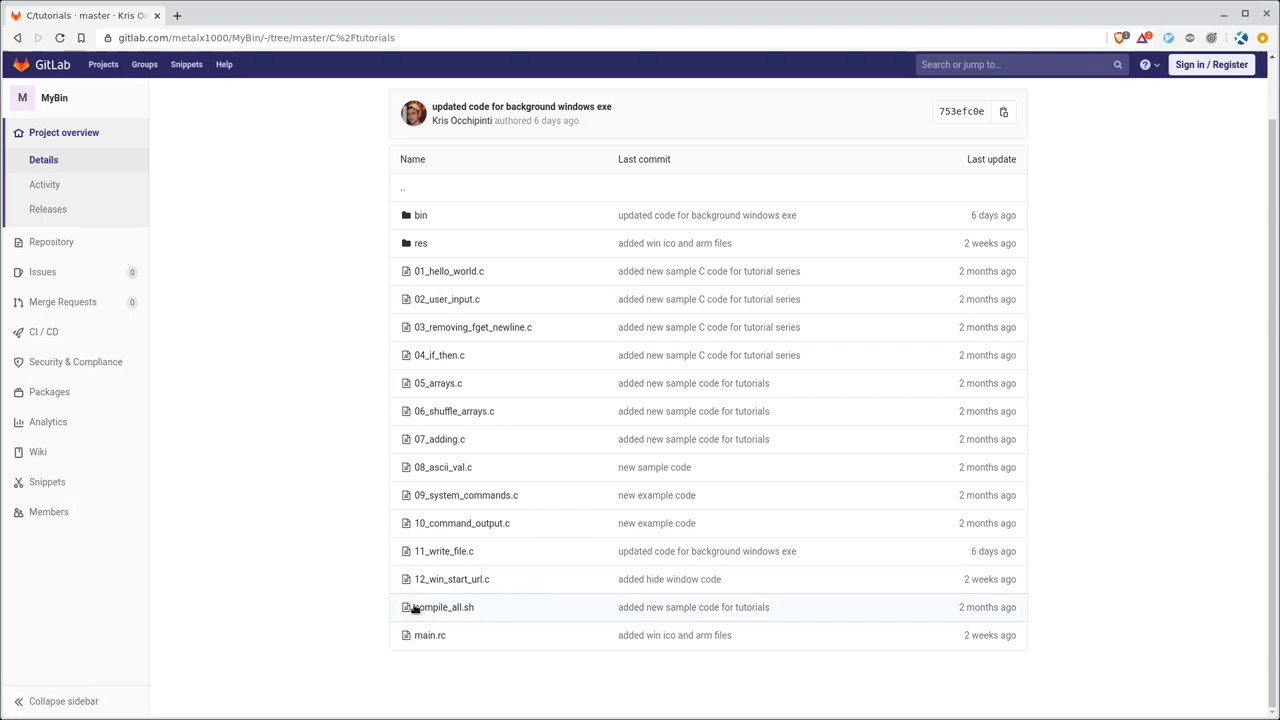 C/tutorials · master · Kris Oc
gitlab.com/metalx1000/MyBin/-/tree/master/C%2Ftutorials
GitLab Projects Groups Snippets Help Search or jump to... Sign in / Register
M MyBin
Project overview
Details
Activity
Releases
Repository
Issues 0
Merge Requests 0
CI / CD
Security & Compliance
Packages
Analytics
Wiki
Snippets
Members
Collapse sidebar
updated code for background windows exe
Kris Occhipinti authored 6 days ago
753efc0e
Name Last commit Last update
..
bin updated code for background windows exe 6 days ago
res added win ico and arm files 2 weeks ago
01_hello_world.c added new sample C code for tutorial series 2 months ago
02_user_input.c added new sample C code for tutorial series 2 months ago
03_removing_fget_newline.c added new sample C code for tutorial series 2 months ago
04_if_then.c added new sample C code for tutorial series 2 months ago
05_arrays.c added new sample code for tutorials 2 months ago
06_shuffle_arrays.c added new sample code for tutorials 2 months ago
07_adding.c added new sample code for tutorials 2 months ago
08_ascii_val.c new sample code 2 months ago
09_system_commands.c new example code 2 months ago
10_command_output.c new example code 2 months ago
11_write_file.c updated code for background windows exe 6 days ago
12_win_start_url.c added hide window code 2 weeks ago
compile_all.sh added new sample code for tutorials 2 months ago
main.rc added win ico and arm files 2 weeks ago